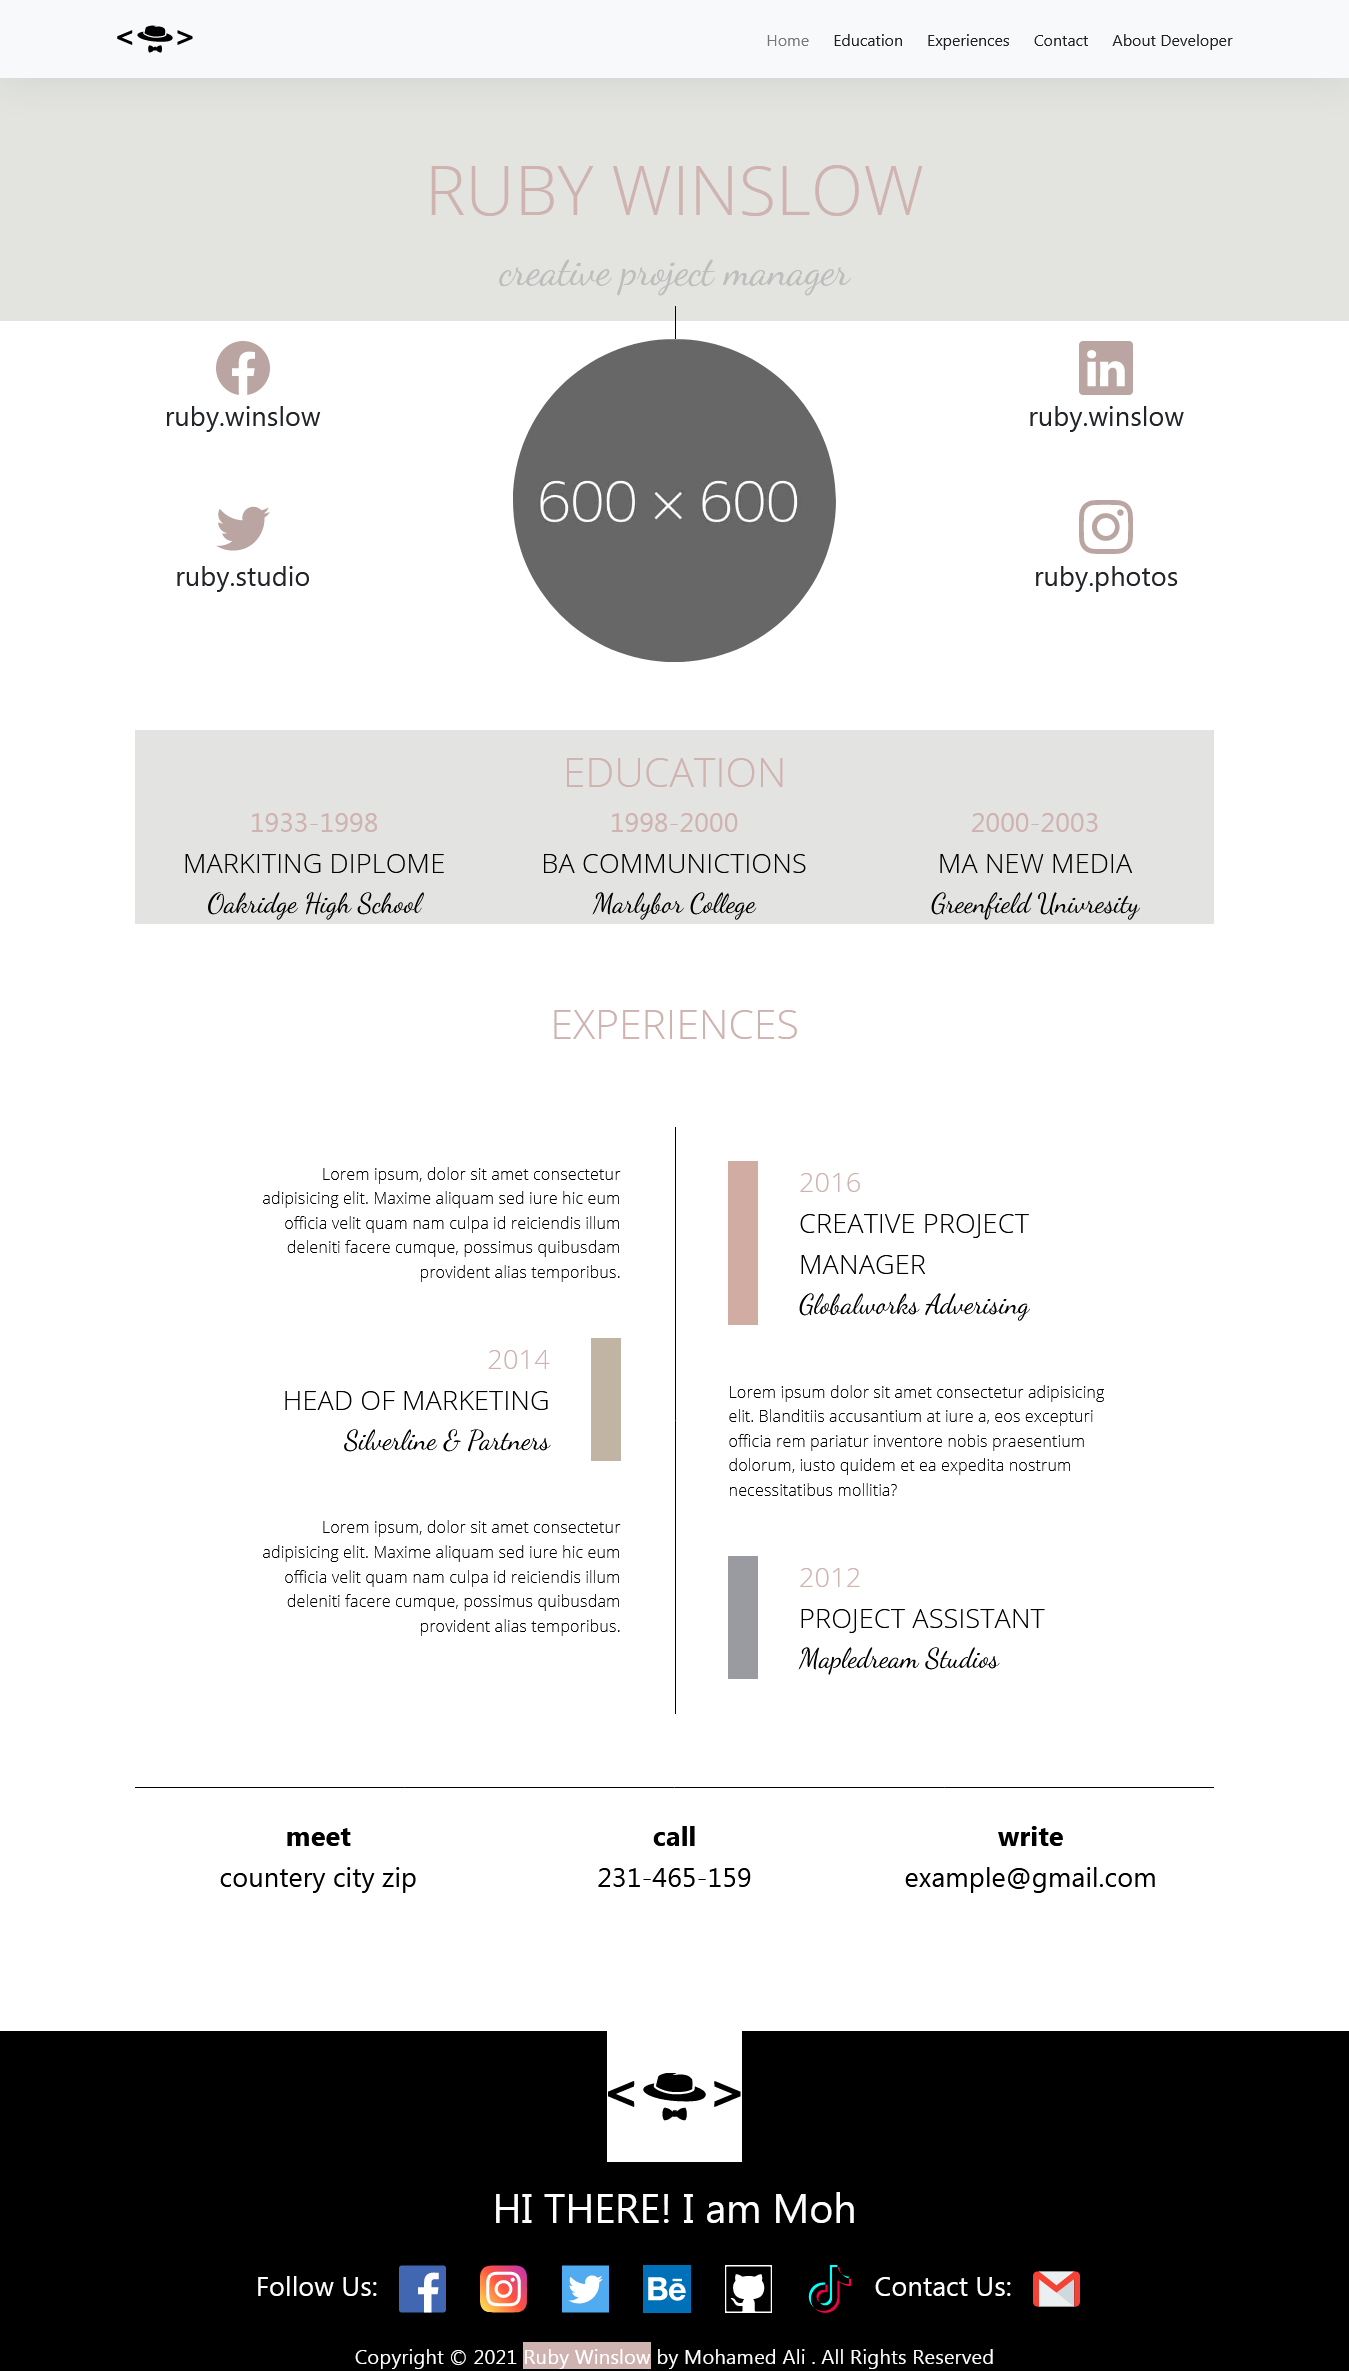 Home Education Experiences Contact About Developer
RUBY WINSLOW
creative project manager
ruby.winslow
ruby.winslow
600 × 600
ruby.studio
ruby.photos
EDUCATION
1933-1998
MARKITING DIPLOME
Oakridge High School
1998-2000
BA COMMUNICTIONS
Marlybor College
2000-2003
MA NEW MEDIA
Greenfield Univresity
EXPERIENCES
Lorem ipsum, dolor sit amet consectetur
adipisicing elit. Maxime aliquam sed iure hic eum
officia velit quam nam culpa id reiciendis illum
deleniti facere cumque, possimus quibusdam
provident alias temporibus.
2016
CREATIVE PROJECT
MANAGER
Globalworks Adverising
2014
HEAD OF MARKETING
Silverline & Partners
Lorem ipsum dolor sit amet consectetur adipisicing
elit. Blanditiis accusantium at iure a, eos excepturi
officia rem pariatur inventore nobis praesentium
dolorum, iusto quidem et ea expedita nostrum
necessitatibus mollitia?
Lorem ipsum, dolor sit amet consectetur
adipisicing elit. Maxime aliquam sed iure hic eum
officia velit quam nam culpa id reiciendis illum
deleniti facere cumque, possimus quibusdam
provident alias temporibus.
2012
PROJECT ASSISTANT
Mapledream Studios
meet
countery city zip
call
231-465-159
write
example@gmail.com
HI THERE! I am Moh
Follow Us: Contact Us:
Copyright © 2021 Ruby Winslow by Mohamed Ali . All Rights Reserved